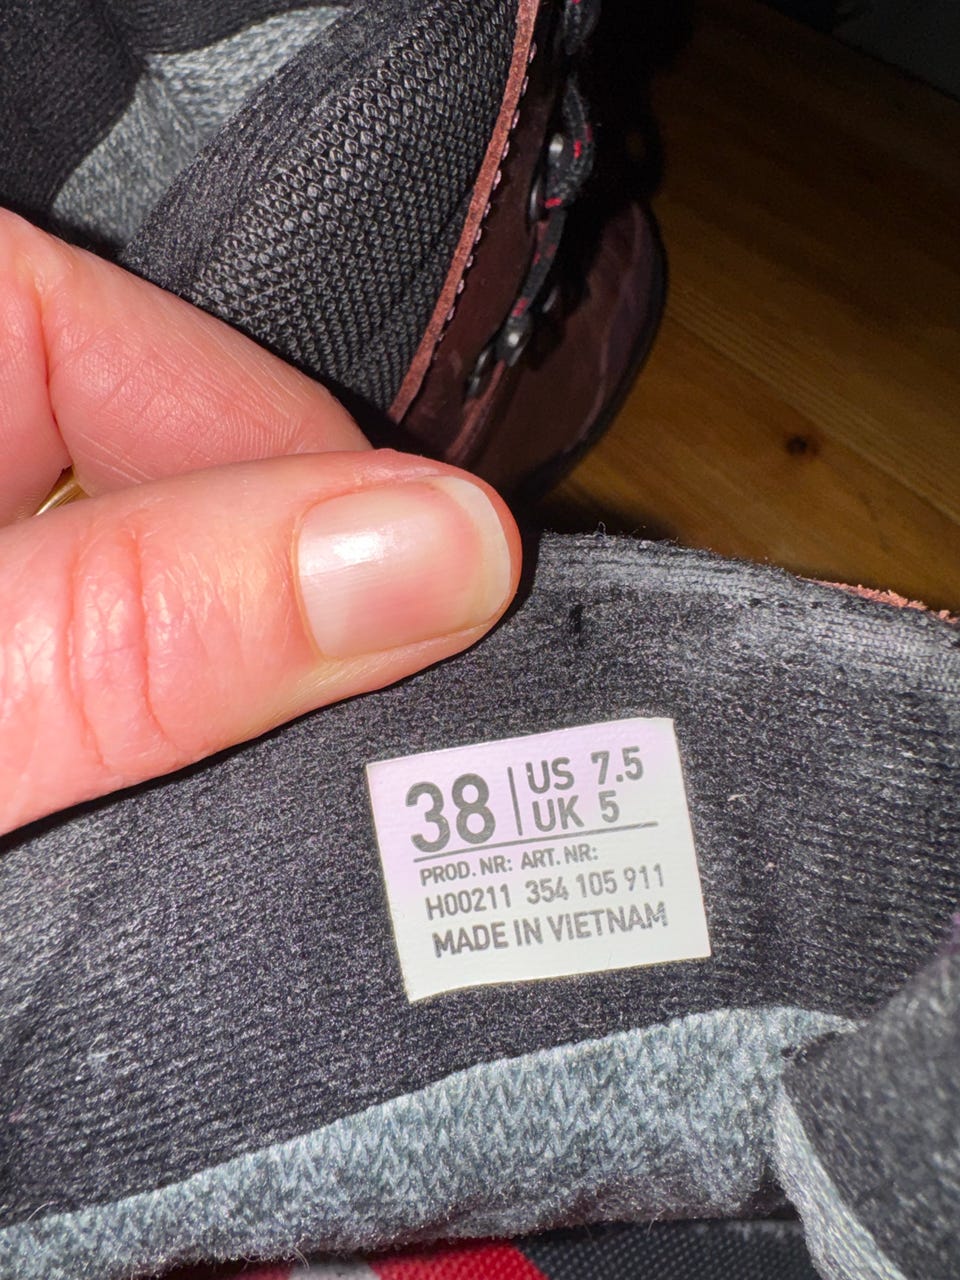 38 US 7.5
UK 5
PROD. NR: ART. NR:
H00211 354 105 911
MADE IN VIETNAM